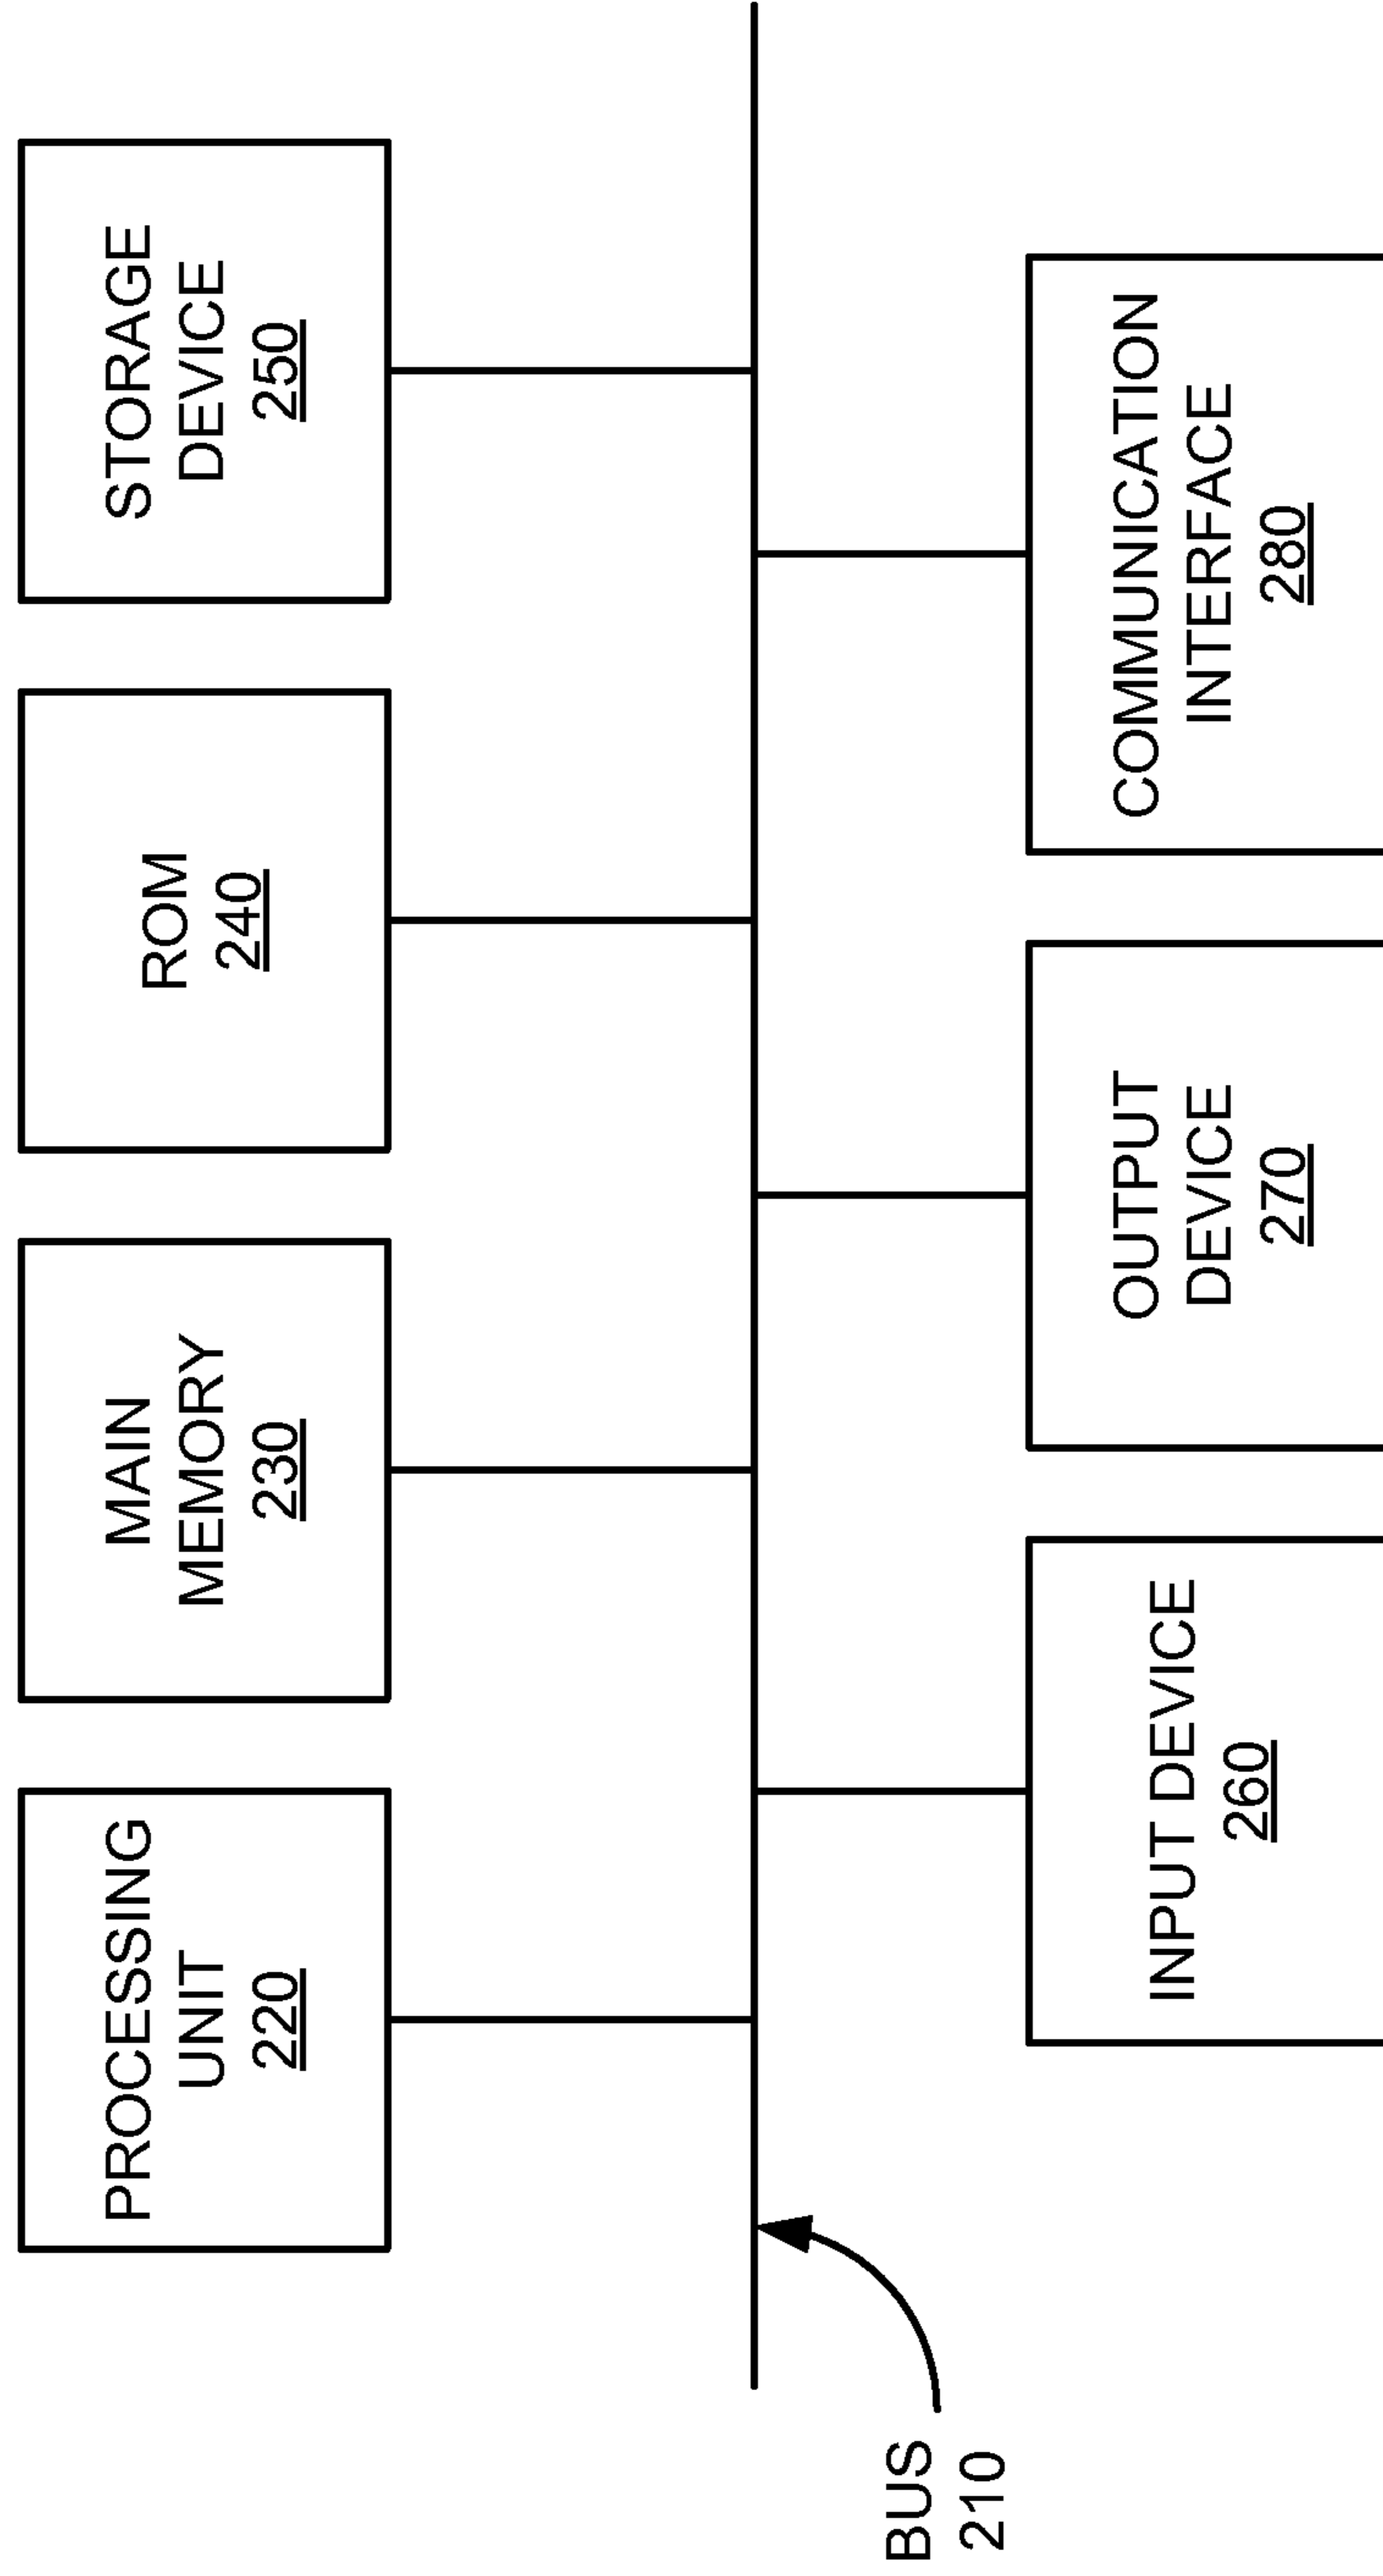 PROCESSING
UNIT
220
MAIN
MEMORY
230
ROM
240
STORAGE
DEVICE
250
BUS
210
INPUT DEVICE
260
OUTPUT
DEVICE
270
COMMUNICATION
INTERFACE
280